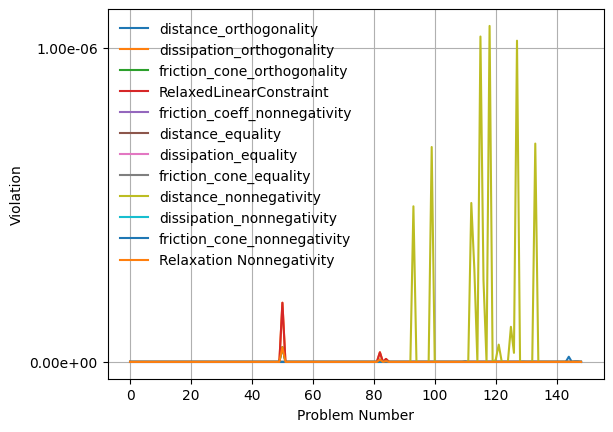 distance_orthogonality
dissipation_orthogonality
friction_cone_orthogonality
RelaxedLinearConstraint
friction_coeff_nonnegativity
distance_equality
dissipation_equality
friction_cone_equality
distance_nonnegativity
dissipation_nonnegativity
friction_cone_nonnegativity
Relaxation Nonnegativity
1.00e-06
0.00e+00
Violation
0 20 40 60 80 100 120 140
Problem Number